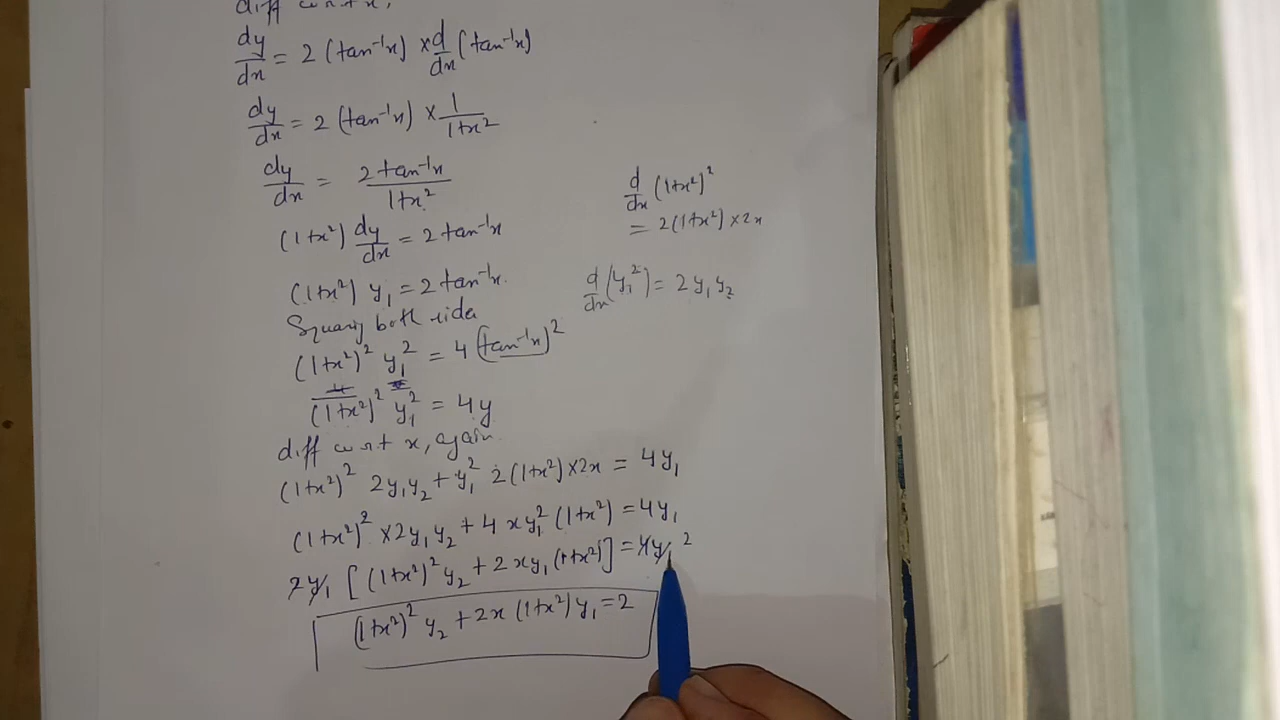 diff w.r.t x,
dy/dx = 2 (tan⁻¹x) × d/dx (tan⁻¹x)
dy/dx = 2 (tan⁻¹x) × 1/1+x²
dy/dx = 2 tan⁻¹x/1+x²
(1+x²) dy/dx = 2 tan⁻¹x
(1+x²) y₁ = 2 tan⁻¹x.
Squaring both side
(1+x²)² y₁² = 4 (tan⁻¹x)²
(1+x²)² y₁² = 4y
diff w.r.t x, again
(1+x²)² 2y₁y₂ + y₁² 2(1+x²)×2x = 4y₁
(1+x²)² ×2y₁y₂ + 4xy₁² (1+x²) = 4y₁
2y₁ [(1+x²)² y₂ + 2xy₁ (1+x²)] = 4y₁ 2
(1+x²)² y₂ + 2x (1+x²) y₁ = 2
d/dx (1+x²)²
= 2(1+x²) × 2x
d/dx (y₁²) = 2y₁y₂